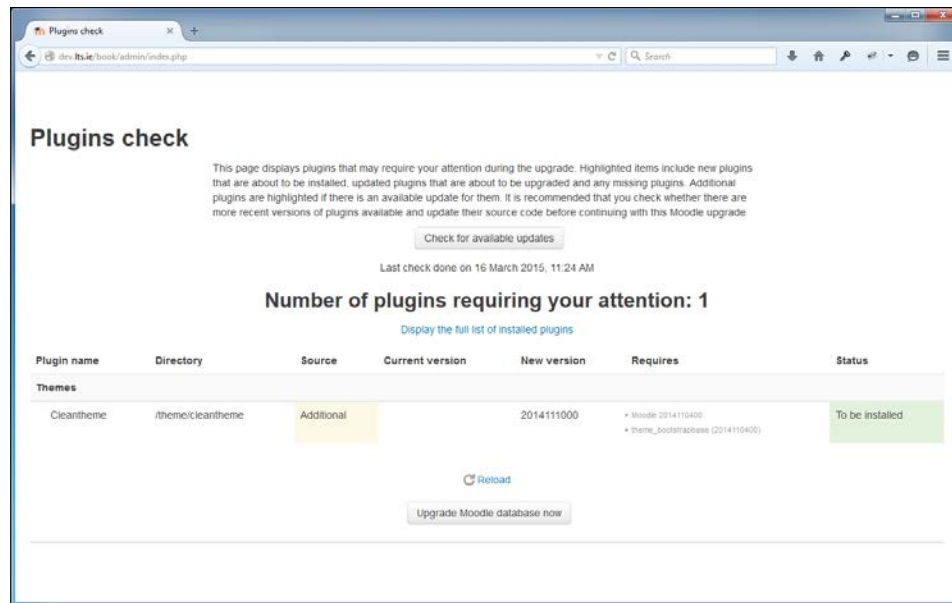 Plugins check
dev.lts.ie/book/admin/index.php
Search
Plugins check
This page displays plugins that may require your attention during the upgrade. Highlighted items include new plugins
that are about to be installed, updated plugins that are about to be upgraded and any missing plugins. Additional
plugins are highlighted if there is an available update for them. It is recommended that you check whether there are
more recent versions of plugins available and update their source code before continuing with this Moodle upgrade
Check for available updates
Last check done on 16 March 2015, 11:24 AM
Number of plugins requiring your attention: 1
Display the full list of installed plugins
Plugin name Directory Source Current version New version Requires Status
Themes
Cleantheme /theme/cleantheme Additional 2014111000 • Moodle 2014110400 To be installed
• theme_bootstrapbase (2014110400)
Reload
Upgrade Moodle database now